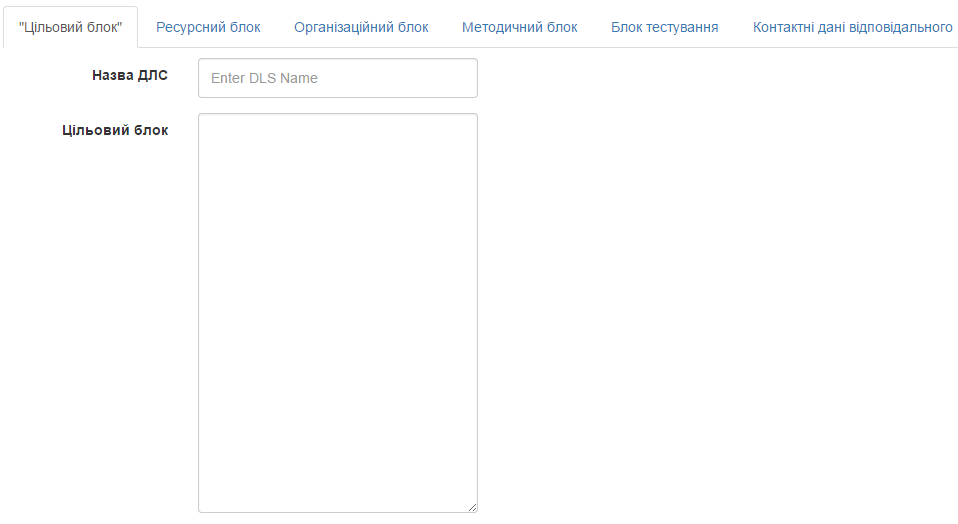 "Цільовий блок" Ресурсний блок Організаційний блок Методичний блок Блок тестування Контактні дані відповідального
Назва ДЛС Enter DLS Name
Цільовий блок